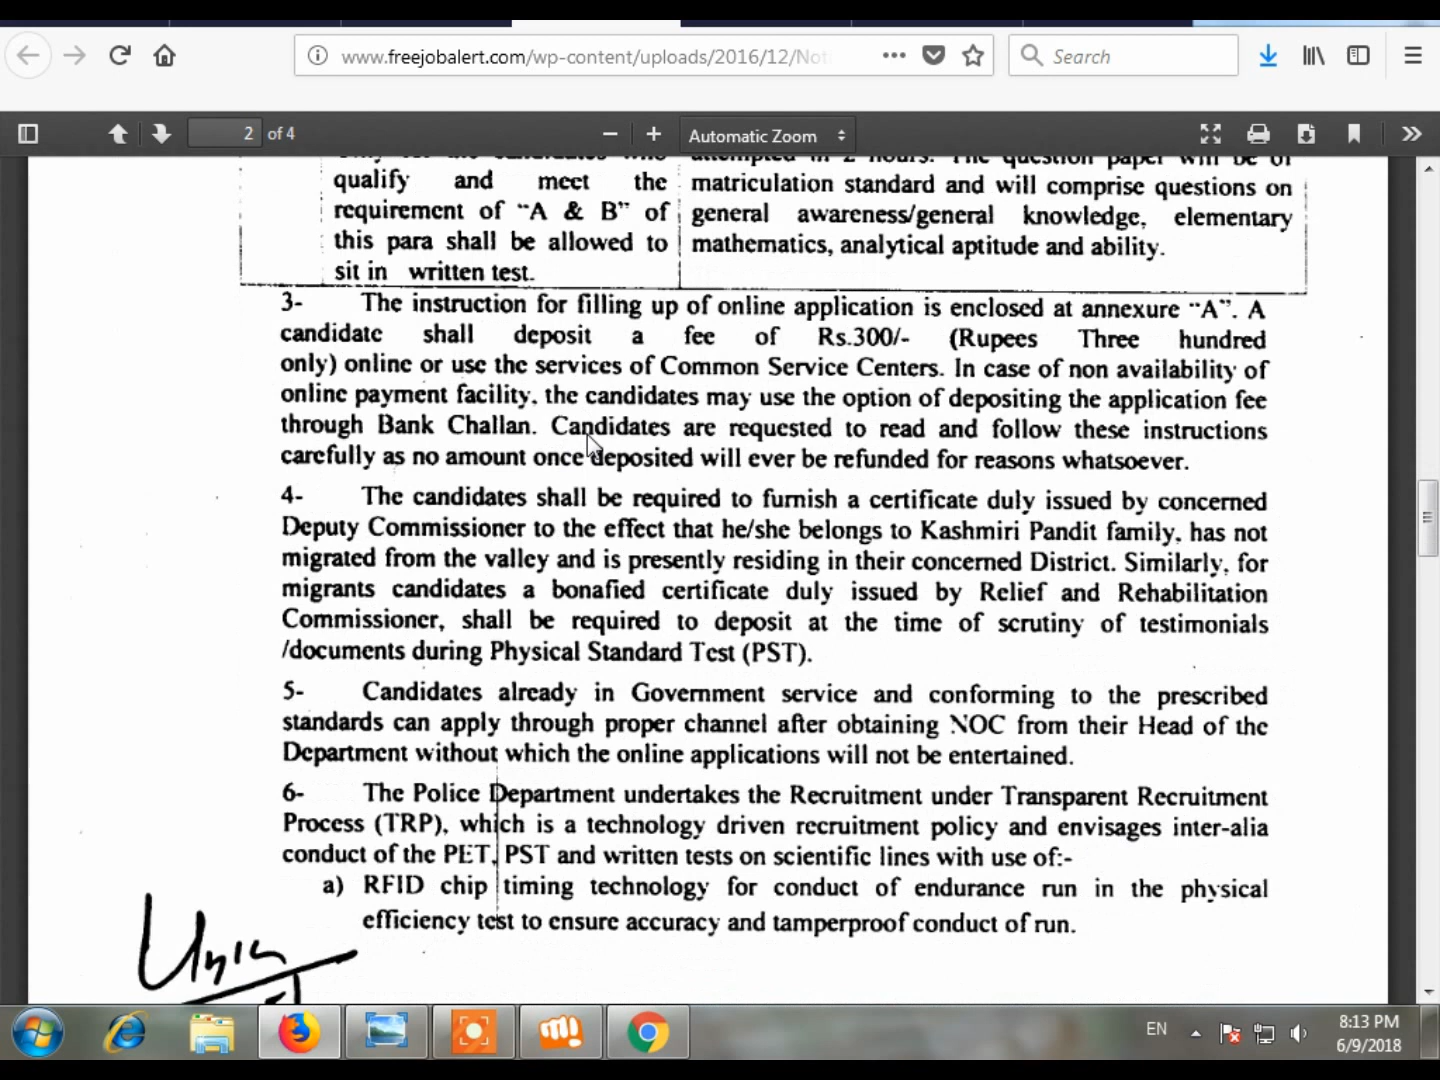 www.freejobalert.com/wp-content/uploads/2016/12/Not
Search
2 of 4
Automatic Zoom
qualify and meet the
requirement of "A & B" of
this para shall be allowed to
sit in written test.
attempted in 2 hours. The question paper will be of
matriculation standard and will comprise questions on
general awareness/general knowledge, elementary
mathematics, analytical aptitude and ability.
3- The instruction for filling up of online application is enclosed at annexure "A". A
candidate shall deposit a fee of Rs.300/- (Rupees Three hundred
only) online or use the services of Common Service Centers. In case of non availability of
online payment facility, the candidates may use the option of depositing the application fee
through Bank Challan. Candidates are requested to read and follow these instructions
carefully as no amount once deposited will ever be refunded for reasons whatsoever.
4- The candidates shall be required to furnish a certificate duly issued by concerned
Deputy Commissioner to the effect that he/she belongs to Kashmiri Pandit family, has not
migrated from the valley and is presently residing in their concerned District. Similarly, for
migrants candidates a bonafied certificate duly issued by Relief and Rehabilitation
Commissioner, shall be required to deposit at the time of scrutiny of testimonials
/documents during Physical Standard Test (PST).
5- Candidates already in Government service and conforming to the prescribed
standards can apply through proper channel after obtaining NOC from their Head of the
Department without which the online applications will not be entertained.
6- The Police Department undertakes the Recruitment under Transparent Recruitment
Process (TRP), which is a technology driven recruitment policy and envisages inter-alia
conduct of the PET, PST and written tests on scientific lines with use of:-
a) RFID chip timing technology for conduct of endurance run in the physical
efficiency test to ensure accuracy and tamperproof conduct of run.
EN
8:13 PM
6/9/2018